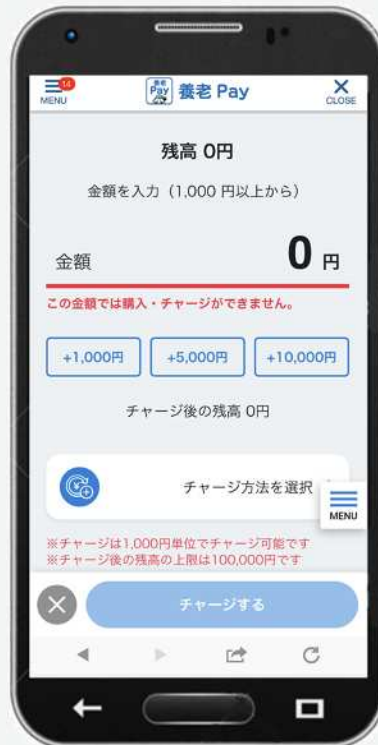 14
MENU
養老 Pay
養老 Pay
CLOSE
残高 0円
金額を入力（1,000 円以上から）
金額 0 円
この金額では購入・チャージができません。
+1,000円 +5,000円 +10,000円
チャージ後の残高 0円
チャージ方法を選択
MENU
※チャージは1,000円単位でチャージ可能です
※チャージ後の残高の上限は100,000円です
チャージする